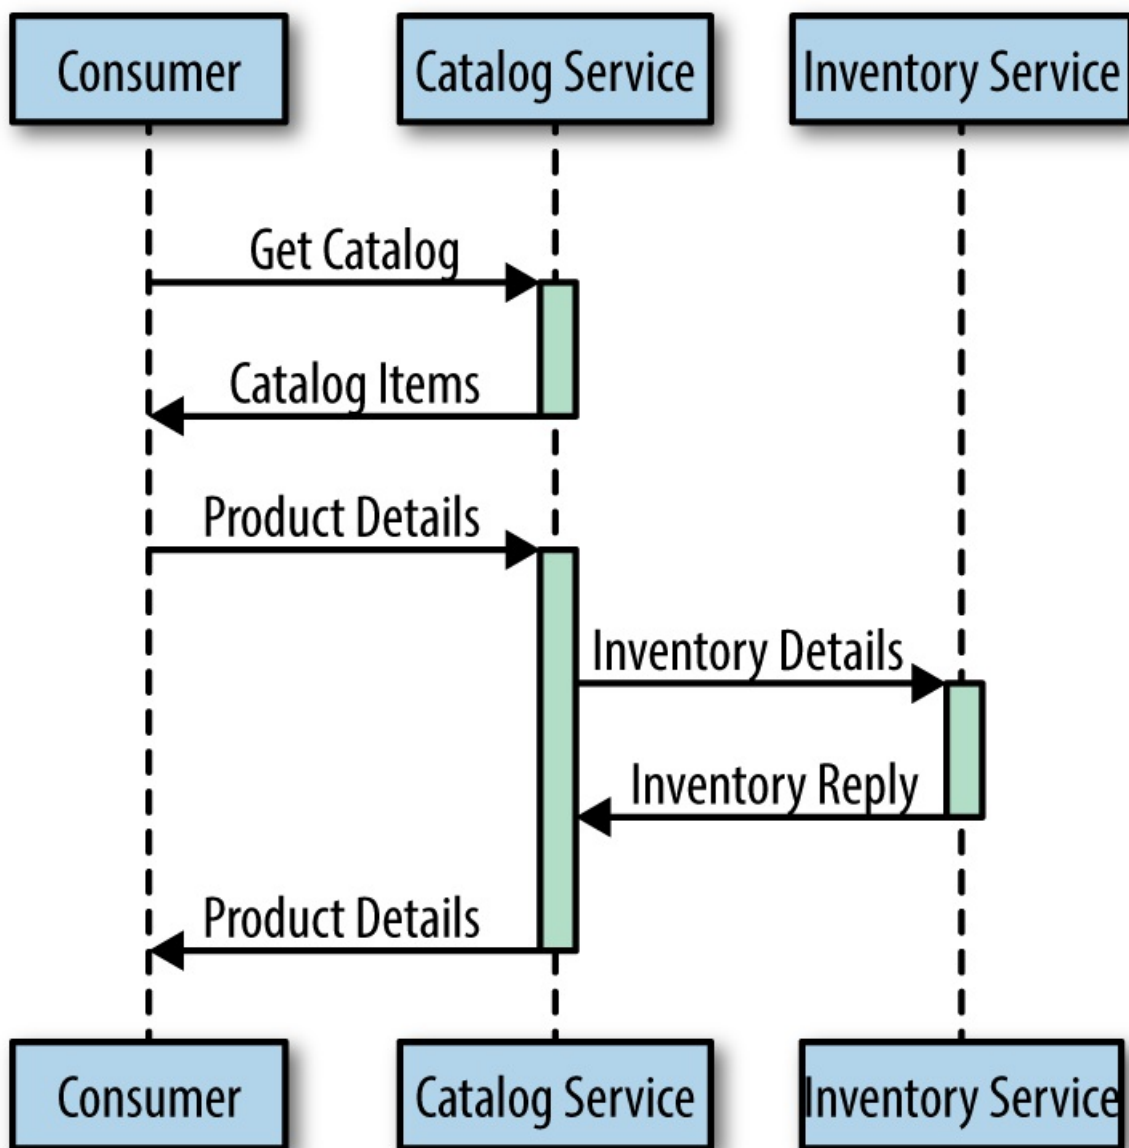 Consumer
Catalog Service
Inventory Service
Get Catalog
Catalog Items
Product Details
Inventory Details
Inventory Reply
Product Details
Consumer
Catalog Service
Inventory Service